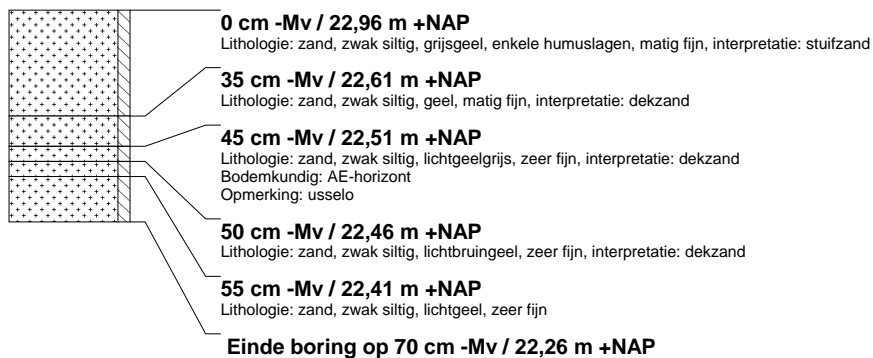 0 cm -Mv / 22,96 m +NAP
Lithologie: zand, zwak siltig, grijsgeel, enkele humuslagen, matig fijn, interpretatie: stuifzand
35 cm -Mv / 22,61 m +NAP
Lithologie: zand, zwak siltig, geel, matig fijn, interpretatie: dekzand
45 cm -Mv / 22,51 m +NAP
Lithologie: zand, zwak siltig, lichtgeelgrijs, zeer fijn, interpretatie: dekzand
Bodemkundig: AE-horizont
Opmerking: usselo
50 cm -Mv / 22,46 m +NAP
Lithologie: zand, zwak siltig, lichtbruingeel, zeer fijn, interpretatie: dekzand
55 cm -Mv / 22,41 m +NAP
Lithologie: zand, zwak siltig, lichtgeel, zeer fijn
Einde boring op 70 cm -Mv / 22,26 m +NAP